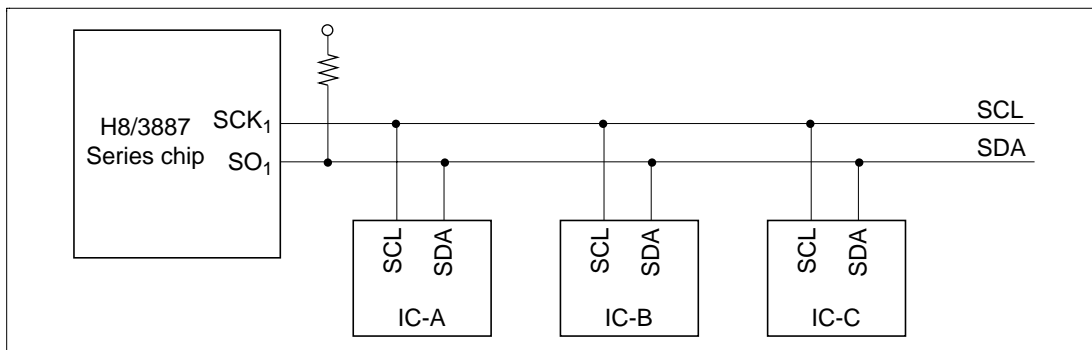 H8/3887
Series chip
SCK₁
SO₁
SCL
SDA
SCL
SDA
IC-A
SCL
SDA
IC-B
SCL
SDA
IC-C